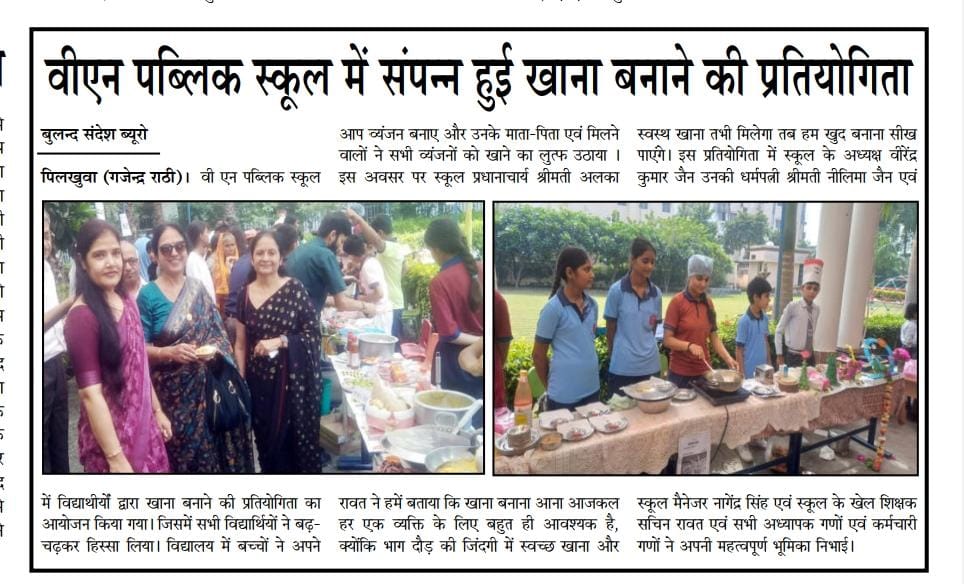 वीएन पब्लिक स्कूल में संपन्न हुई खाना बनाने की प्रतियोगिता
बुलन्द संदेश ब्यूरो
पिलखुवा (गजेन्द्र राठी)। वी एन पब्लिक स्कूल
में विद्यार्थीयों द्वारा खाना बनाने की प्रतियोगिता का
आयोजन किया गया। जिसमें सभी विद्यार्थियों ने बढ़-
चढ़कर हिस्सा लिया। विद्यालय में बच्चों ने अपने
आप व्यंजन बनाए और उनके माता-पिता एवं मिलने
वालों ने सभी व्यंजनों को खाने का लुत्फ उठाया ।
इस अवसर पर स्कूल प्रधानाचार्य श्रीमती अलका
रावत ने हमें बताया कि खाना बनाना आना आजकल
हर एक व्यक्ति के लिए बहुत ही आवश्यक है,
क्योंकि भाग दौड़ की जिंदगी में स्वच्छ खाना और
स्वस्थ खाना तभी मिलेगा तब हम खुद बनाना सीख
पाएंगे। इस प्रतियोगिता में स्कूल के अध्यक्ष वीरेंद्र
कुमार जैन उनकी धर्मपत्नी श्रीमती नीलिमा जैन एवं
स्कूल मैनेजर नागेंद्र सिंह एवं स्कूल के खेल शिक्षक
सचिन रावत एवं सभी अध्यापक गणों एवं कर्मचारी
गणों ने अपनी महत्वपूर्ण भूमिका निभाई।